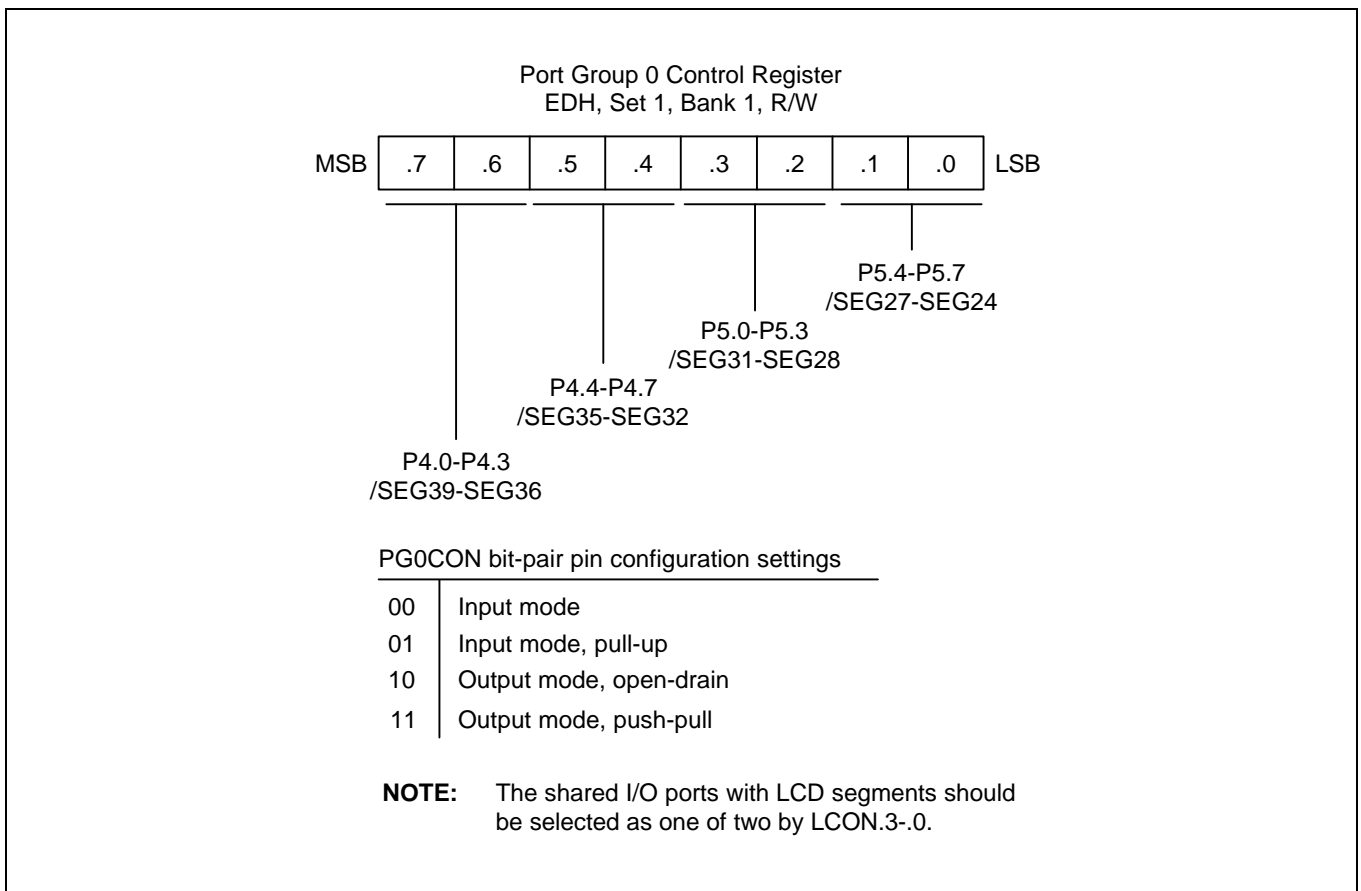 Port Group 0 Control Register
EDH, Set 1, Bank 1, R/W
MSB .7 .6 .5 .4 .3 .2 .1 .0 LSB
P5.4-P5.7
/SEG27-SEG24
P5.0-P5.3
/SEG31-SEG28
P4.4-P4.7
/SEG35-SEG32
P4.0-P4.3
/SEG39-SEG36
PG0CON bit-pair pin configuration settings
00 Input mode
01 Input mode, pull-up
10 Output mode, open-drain
11 Output mode, push-pull
NOTE: The shared I/O ports with LCD segments should
be selected as one of two by LCON.3-.0.